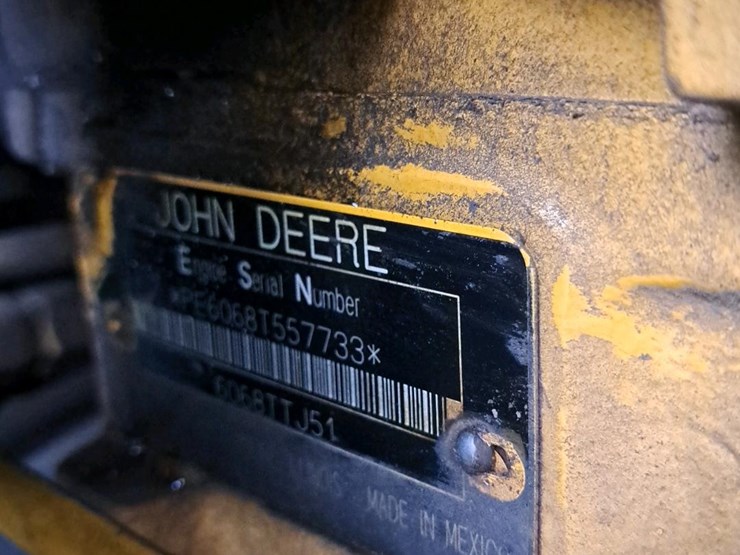 JOHN DEERE
Engine Serial Number
*PE6068T557733*
6068TTJ51
MADE IN MEXICO